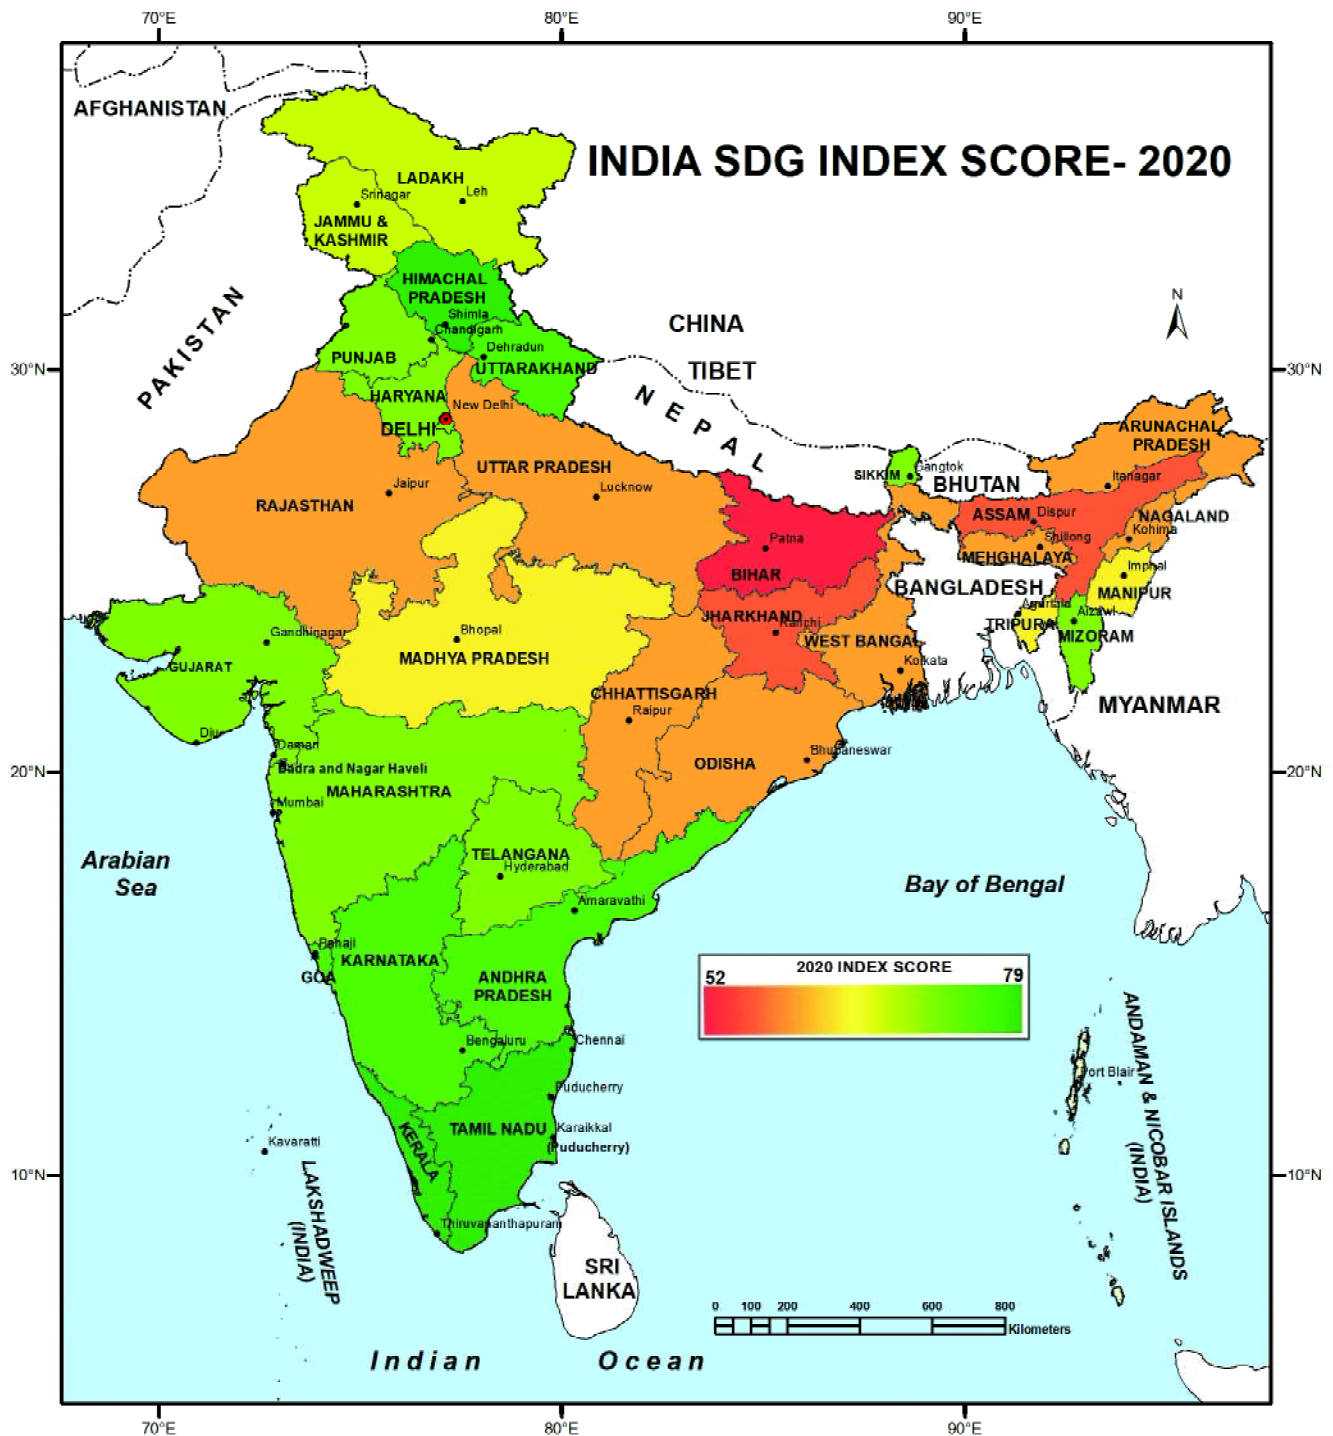 70°E
80°E
90°E
AFGHANISTAN
INDIA SDG INDEX SCORE- 2020
LADAKH
Srinagar
Leh
JAMMU &
KASHMIR
HIMACHAL
PRADESH
Shimla
Chandigarh
PAKISTAN
CHINA
N
PUNJAB
Dehradun
UTTARAKHAND
TIBET
30°N
30°N
HARYANA
New Delhi
DELHI
NEPAL
ARUNACHAL
PRADESH
UTTAR PRADESH
Lucknow
SIKKIM
Gangtok
BHUTAN
Itanagar
Jaipur
RAJASTHAN
ASSAM
Dispur
NAGALAND
Kohima
Patna
Shillong
MEHGHALAYA
BIHAR
Imphal
BANGLADESH
MANIPUR
Agartala
Aizawl
JHARKHAND
Ranchi
TRIPURA
MIZORAM
Gandhinagar
Bhopal
WEST BANGAL
GUJARAT
MADHYA PRADESH
Kolkata
CHHATTISGARH
Raipur
MYANMAR
Diu
Daman
Bhubaneswar
ODISHA
20°N
Dadra and Nagar Haveli
20°N
MAHARASHTRA
Mumbai
Arabian
Sea
TELANGANA
Hyderabad
Bay of Bengal
Amaravathi
Panaji
GOA
KARNATAKA
ANDHRA
PRADESH
2020 INDEX SCORE
52
79
Bengaluru
Chennai
Port Blair
ANDAMAN & NICOBAR ISLANDS
(INDIA)
Puducherry
TAMIL NADU
Karaikkal
(Puducherry)
KERALA
Kavaratti
LAKSHADWEEP
(INDIA)
10°N
10°N
Thiruvananthapuram
SRI
LANKA
0 100 200 400 600 800
Kilometers
Indian Ocean
70°E
80°E
90°E